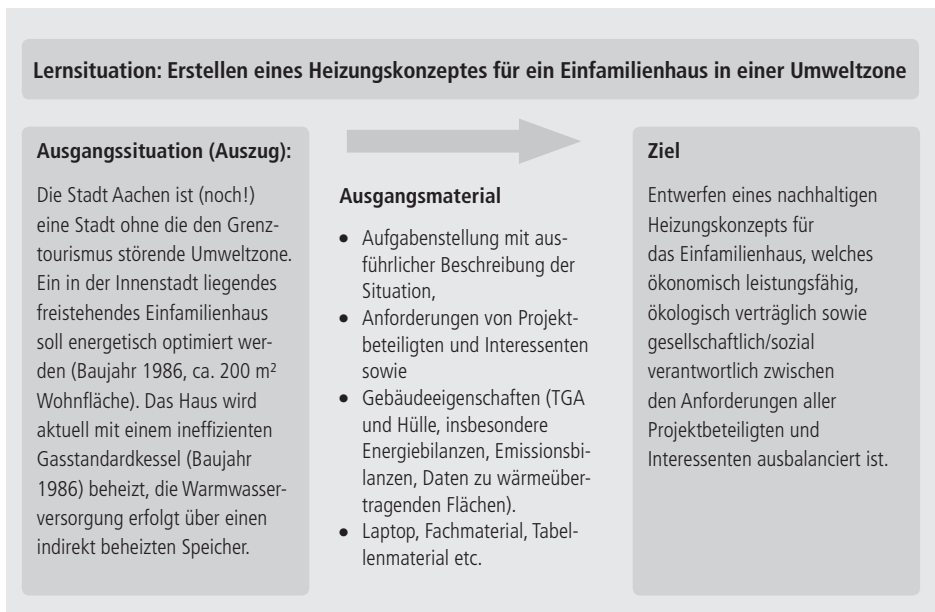 Lernsituation: Erstellen eines Heizungskonzeptes für ein Einfamilienhaus in einer Umweltzone
Ausgangssituation (Auszug):
Die Stadt Aachen ist (noch!)
eine Stadt ohne die den Grenz-
tourismus störende Umweltzone.
Ein in der Innenstadt liegendes
freistehendes Einfamilienhaus
soll energetisch optimiert wer-
den (Baujahr 1986, ca. 200 m²
Wohnfläche). Das Haus wird
aktuell mit einem ineffizienten
Gasstandardkessel (Baujahr
1986) beheizt, die Warmwasser-
versorgung erfolgt über einen
indirekt beheizten Speicher.
Ausgangsmaterial
• Aufgabenstellung mit aus-
führlicher Beschreibung der
Situation,
• Anforderungen von Projekt-
beteiligten und Interessenten
sowie
• Gebäudeeigenschaften (TGA
und Hülle, insbesondere
Energiebilanzen, Emissionsbi-
lanzen, Daten zu wärmeüber-
tragenden Flächen).
• Laptop, Fachmaterial, Tabel-
lenmaterial etc.
Ziel
Entwerfen eines nachhaltigen
Heizungskonzepts für
das Einfamilienhaus, welches
ökonomisch leistungsfähig,
ökologisch verträglich sowie
gesellschaftlich/sozial
verantwortlich zwischen
den Anforderungen aller
Projektbeteiligten und
Interessenten ausbalanciert ist.